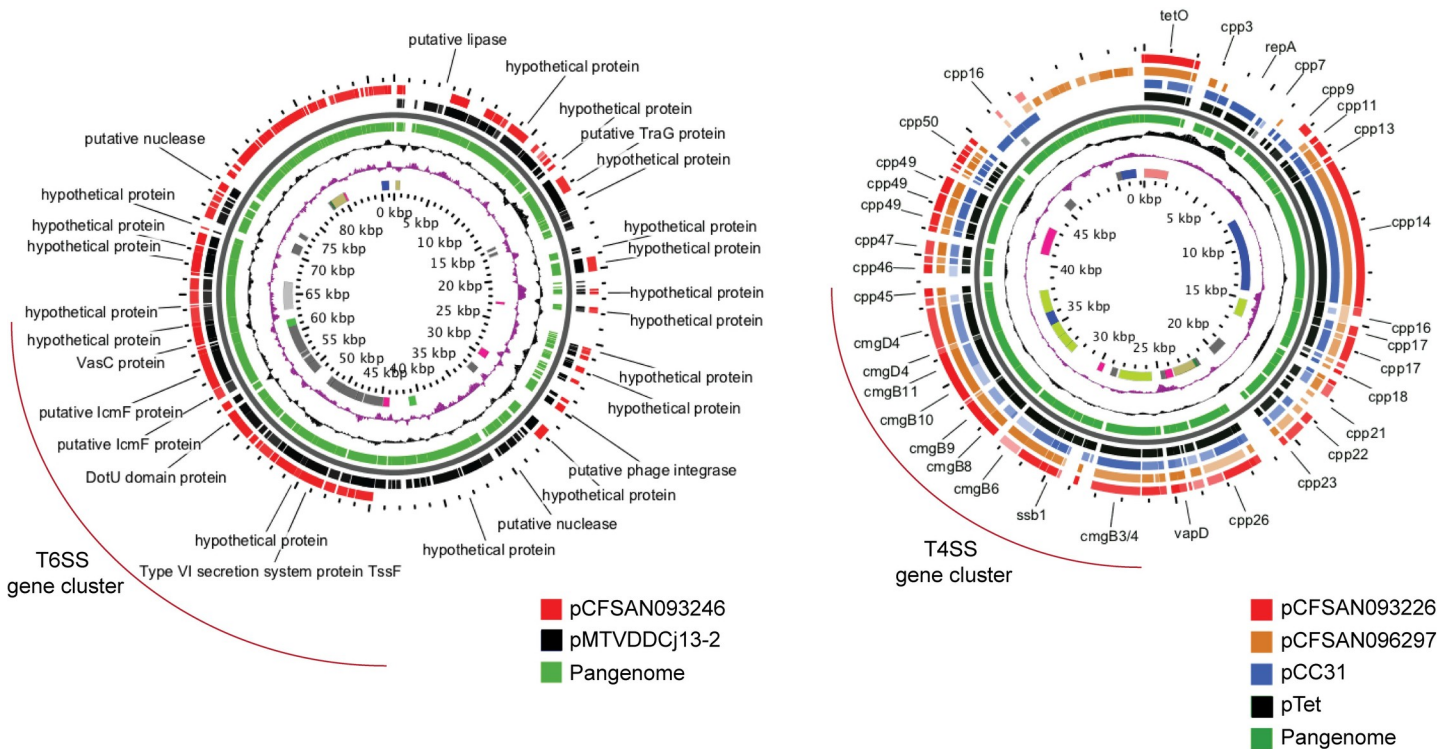 putative lipase
hypothetical protein
hypothetical protein
putative TraG protein
hypothetical protein
hypothetical protein
hypothetical protein
hypothetical protein
hypothetical protein
hypothetical protein
hypothetical protein
putative phage integrase
hypothetical protein
putative nuclease
hypothetical protein
Type VI secretion system protein TssF
hypothetical protein
DotU domain protein
putative IcmF protein
putative IcmF protein
VasC protein
hypothetical protein
hypothetical protein
hypothetical protein
hypothetical protein
hypothetical protein
putative nuclease
0 kbp
5 kbp
10 kbp
15 kbp
20 kbp
25 kbp
30 kbp
35 kbp
40 kbp
45 kbp
50 kbp
55 kbp
60 kbp
65 kbp
70 kbp
75 kbp
80 kbp
T6SS
gene cluster
pCFSAN093246
pMTVDDCj13-2
Pangenome
tetO
cpp3
repA
cpp7
cpp9
cpp11
cpp13
cpp14
cpp16
cpp17
cpp17
cpp18
cpp21
cpp22
cpp23
cpp26
vapD
cmgB3/4
ssb1
cmgB6
cmgB8
cmgB9
cmgB10
cmgB11
cmgD4
cmgD4
cpp45
cpp46
cpp47
cpp49
cpp49
cpp49
cpp50
cpp16
0 kbp
5 kbp
10 kbp
15 kbp
20 kbp
25 kbp
30 kbp
35 kbp
40 kbp
45 kbp
T4SS
gene cluster
pCFSAN093226
pCFSAN096297
pCC31
pTet
Pangenome